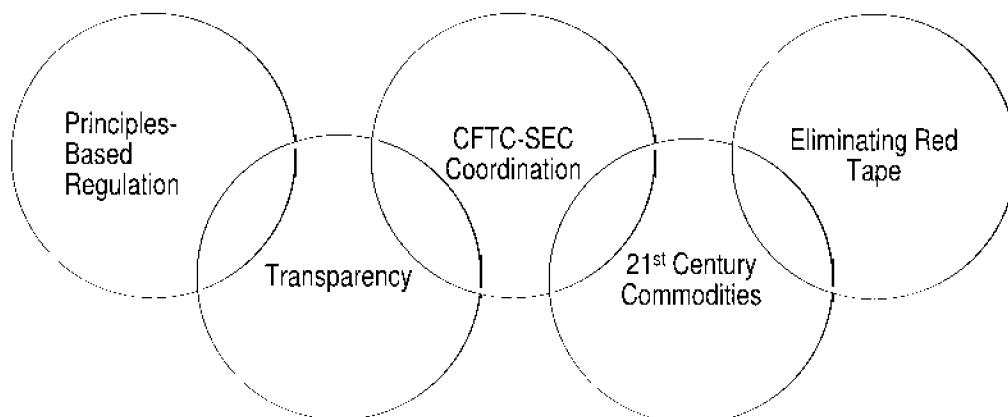 Principles-
Based
Regulation
Transparency
CFTC-SEC
Coordination
21st Century
Commodities
Eliminating Red
Tape